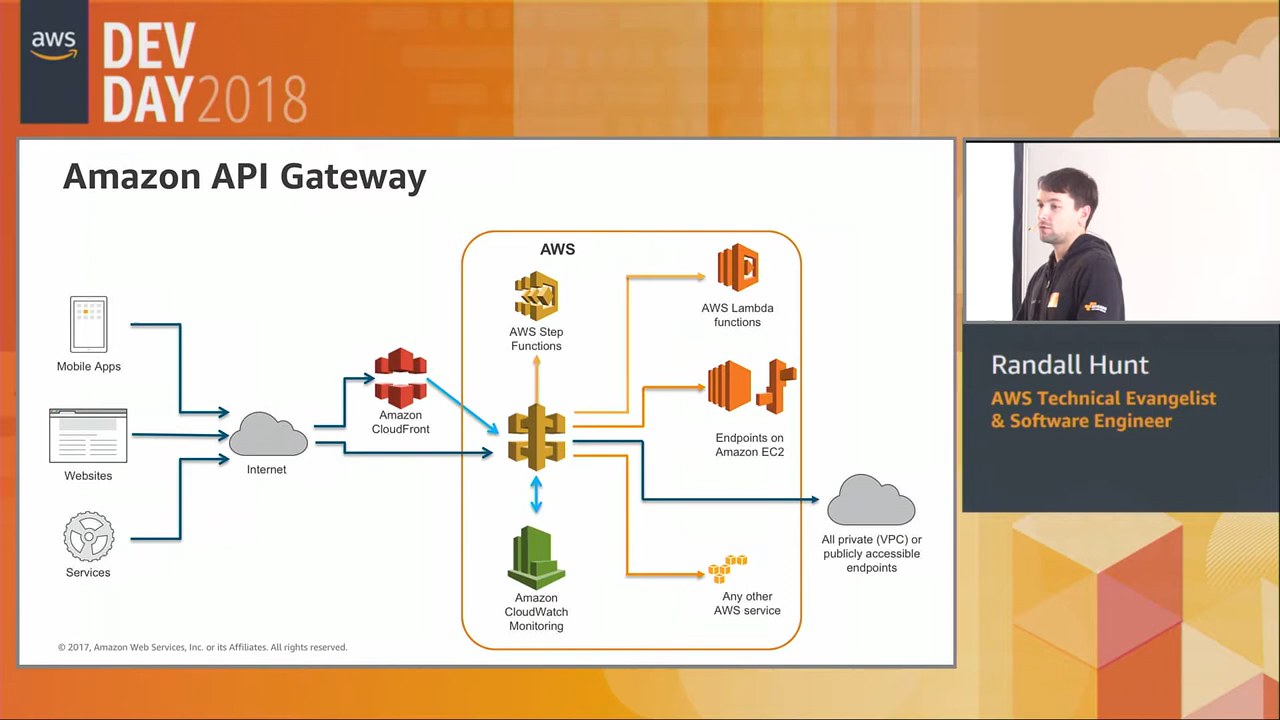 aws
DEV
DAY2018
Amazon API Gateway
AWS
AWS Step
Functions
AWS Lambda
functions
Mobile Apps
Amazon
CloudFront
Endpoints on
Amazon EC2
Websites
Internet
Services
All private (VPC) or
publicly accessible
endpoints
Amazon
CloudWatch
Monitoring
Any other
AWS service
© 2017, Amazon Web Services, Inc. or its Affiliates. All rights reserved.
Randall Hunt
AWS Technical Evangelist
& Software Engineer